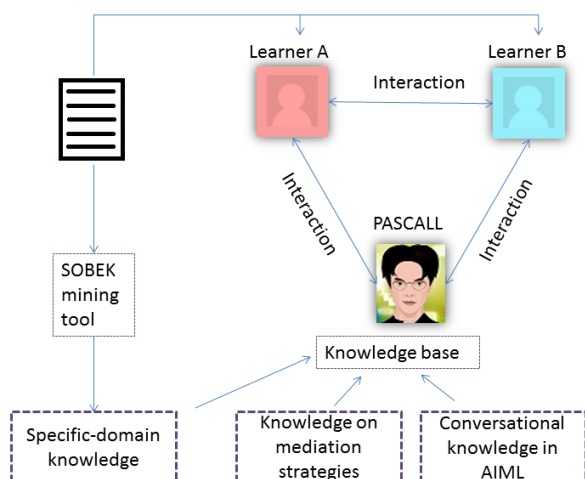 Learner A
Learner B
Interaction
Interaction
Interaction
PASCALL
SOBEK
mining
tool
Knowledge base
Specific-domain
knowledge
Knowledge on
mediation
strategies
Conversational
knowledge in
AIML